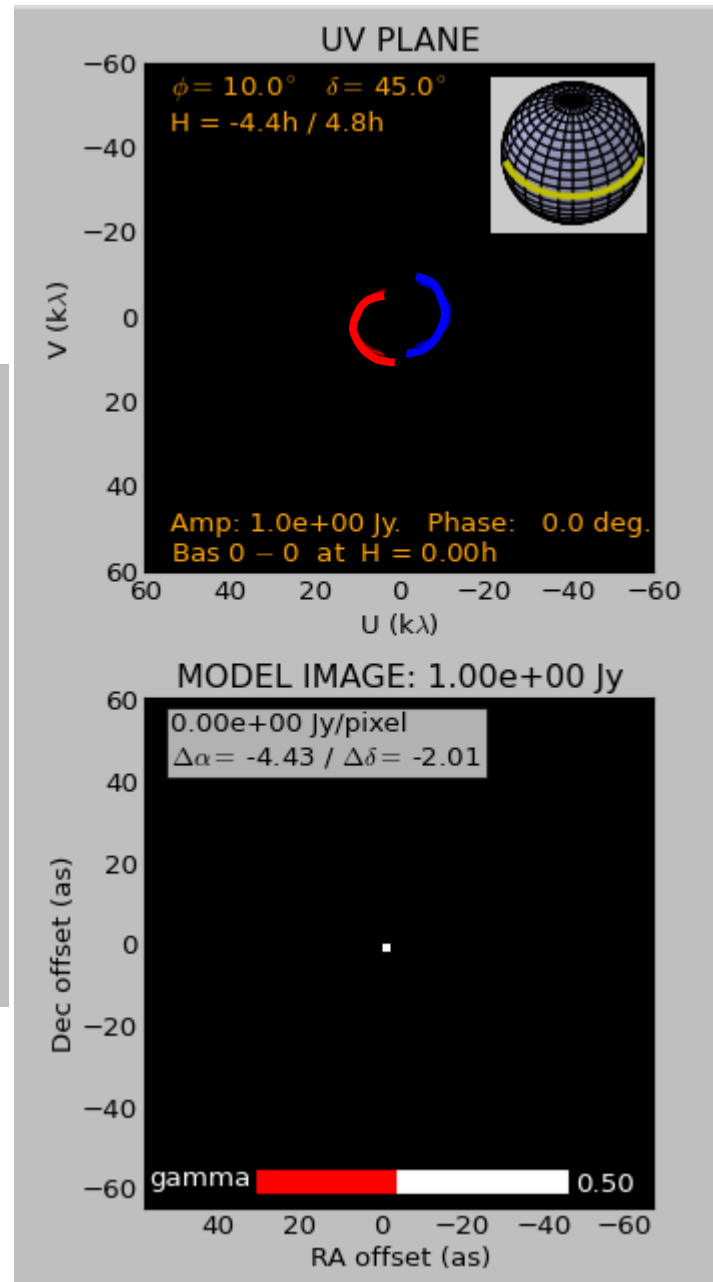 UV PLANE
−60
ϕ= 10.0° δ= 45.0°
H = -4.4h / 4.8h
−40
−20
0
20
40
60
V (kλ)
Amp: 1.0e+00 Jy. Phase: 0.0 deg.
Bas 0 − 0 at H = 0.00h
60 40 20 0 −20 −40 −60
U (kλ)
MODEL IMAGE: 1.00e+00 Jy
60
0.00e+00 Jy/pixel
Δα= -4.43 / Δδ= -2.01
40
20
0
−20
−40
−60
Dec offset (as)
gamma 0.50
40 20 0 −20 −40 −60
RA offset (as)